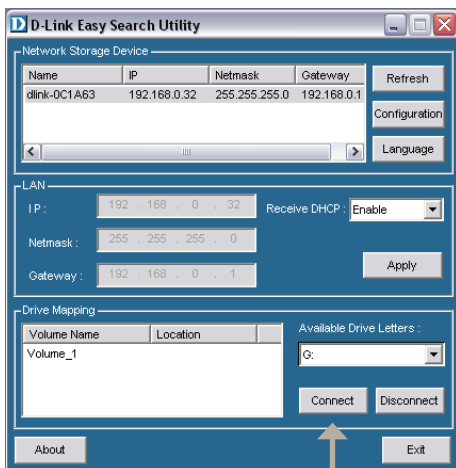 D-Link Easy Search Utility
Network Storage Device
Name IP Netmask Gateway
dlink-0C1A63 192.168.0.32 255.255.255.0 192.168.0.1
Refresh
Configuration
Language
LAN
IP: 192 . 168 . 0 . 32
Receive DHCP : Enable
Netmask : 255 . 255 . 255 . 0
Gateway : 192 . 168 . 0 . 1
Apply
Drive Mapping
Volume Name Location
Volume_1
Available Drive Letters :
G:
Connect Disconnect
About Exit